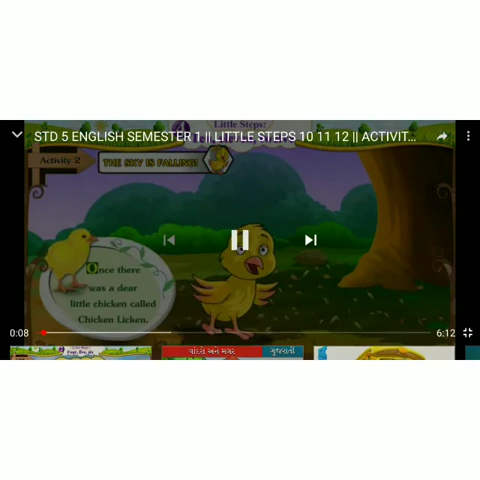 Little Steps:
STD 5 ENGLISH SEMESTER 1 || LITTLE STEPS 10 11 12 || ACTIVIT...
Activity 2
THE SKY IS FALLING!
Once there
was a dear
little chicken called
Chicken Licken.
0:08
6:12
વાંદરો અને મગર
ગુજરાતી